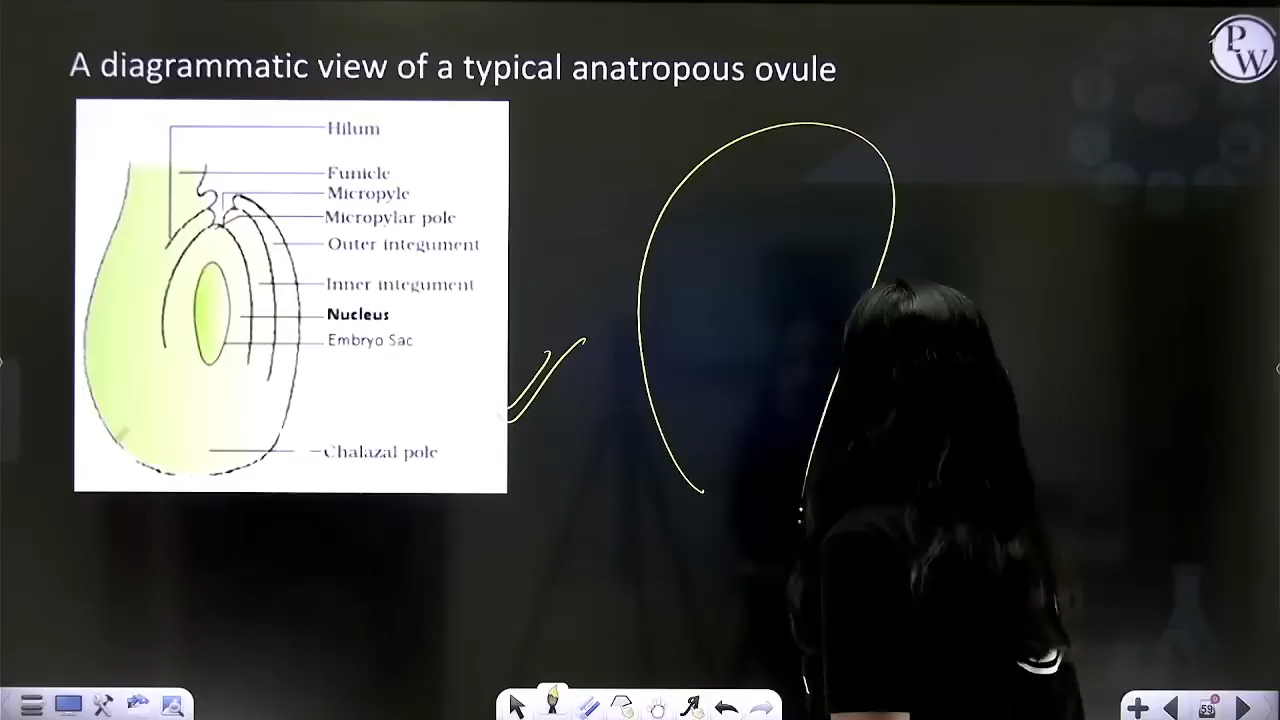 A diagrammatic view of a typical anatropous ovule
P
W
Hilum
Funicle
Micropyle
Micropylar pole
Outer integument
Inner integument
Nucleus
Embryo Sac
Chalazal pole
59